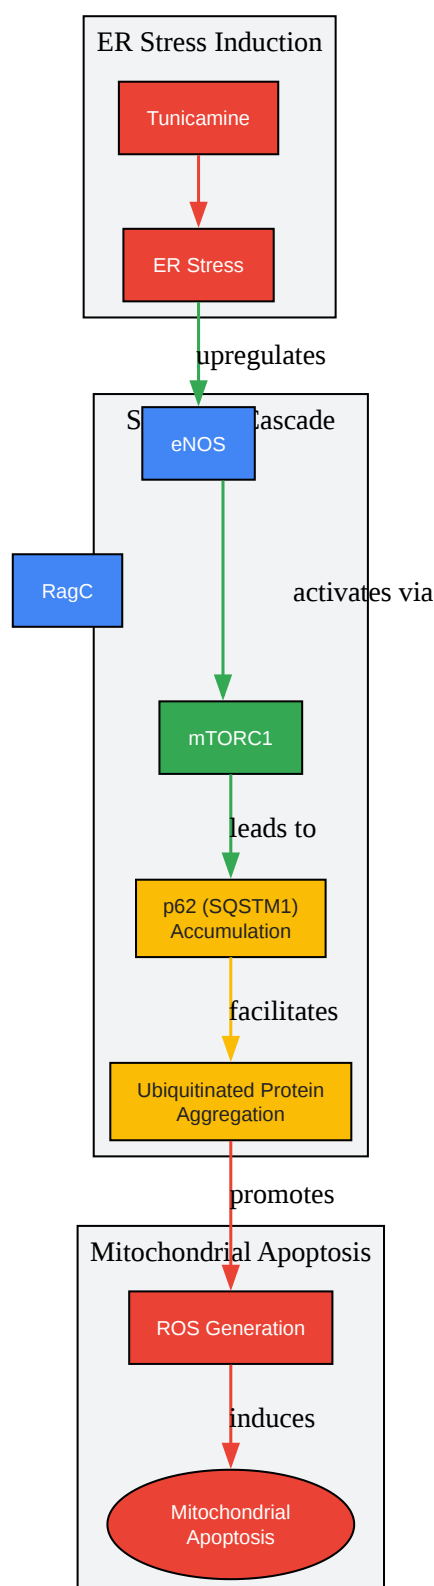 ER Stress Induction
Tunicamine
ER Stress
upregulates
Cascade
eNOS
RagC
activates via
mTORC1
leads to
p62 (SQSTM1)
Accumulation
facilitates
Ubiquitinated Protein
Aggregation
promotes
Mitochondrial Apoptosis
ROS Generation
induces
Mitochondrial
Apoptosis